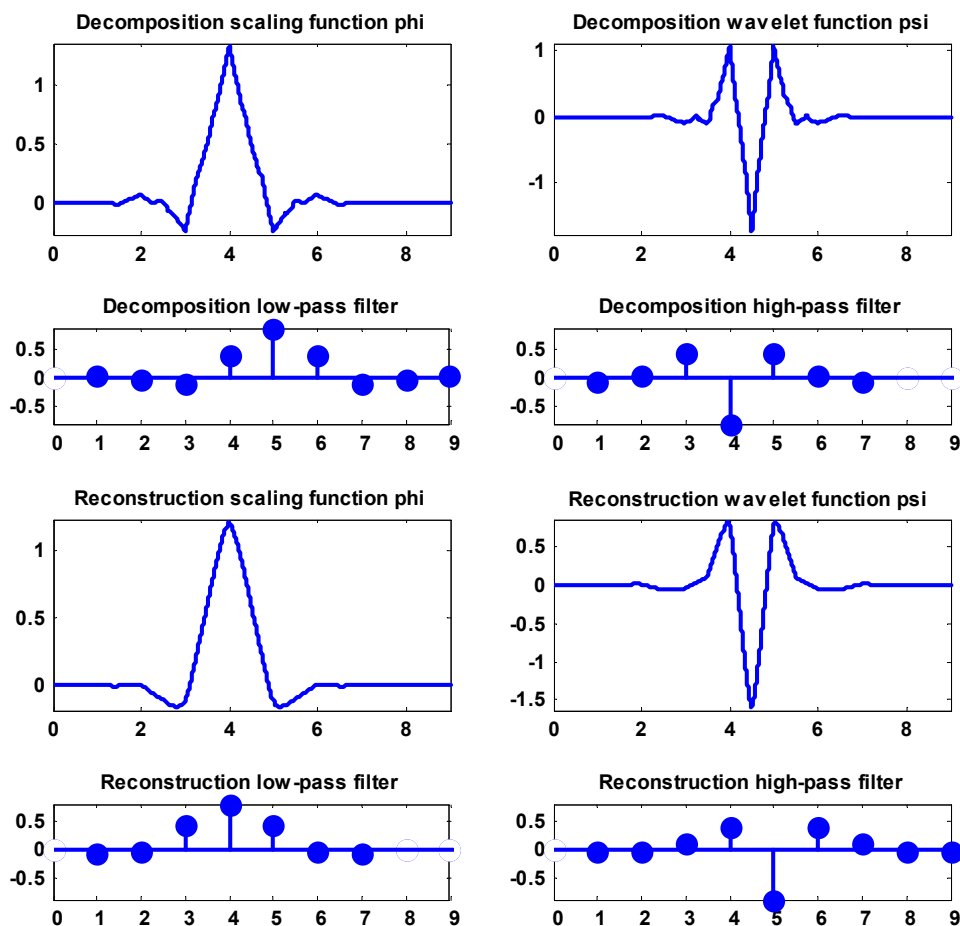 Decomposition scaling function phi
Decomposition wavelet function psi
1
0.5
0
0 2 4 6 8
1
0
-1
0 2 4 6 8
Decomposition low-pass filter
Decomposition high-pass filter
0.5
0
-0.5
0 1 2 3 4 5 6 7 8 9
0.5
0
-0.5
0 1 2 3 4 5 6 7 8 9
Reconstruction scaling function phi
Reconstruction wavelet function psi
1
0.5
0
0 2 4 6 8
0.5
0
-0.5
-1
-1.5
0 2 4 6 8
Reconstruction low-pass filter
Reconstruction high-pass filter
0.5
0
-0.5
0 1 2 3 4 5 6 7 8 9
0.5
0
-0.5
0 1 2 3 4 5 6 7 8 9